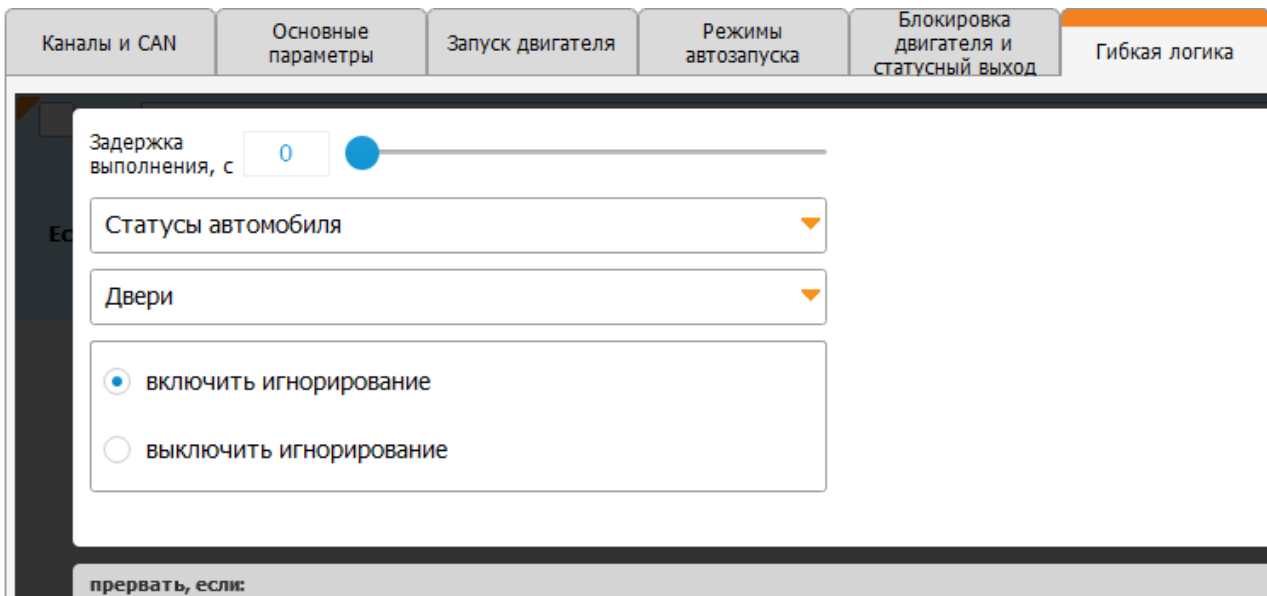 Каналы и CAN
Основные
параметры
Запуск двигателя
Режимы
автозапуска
Блокировка
двигателя и
статусный выход
Гибкая логика
Задержка
выполнения, с
0
Ес
Статусы автомобиля
Двери
включить игнорирование
выключить игнорирование
прервать, если: